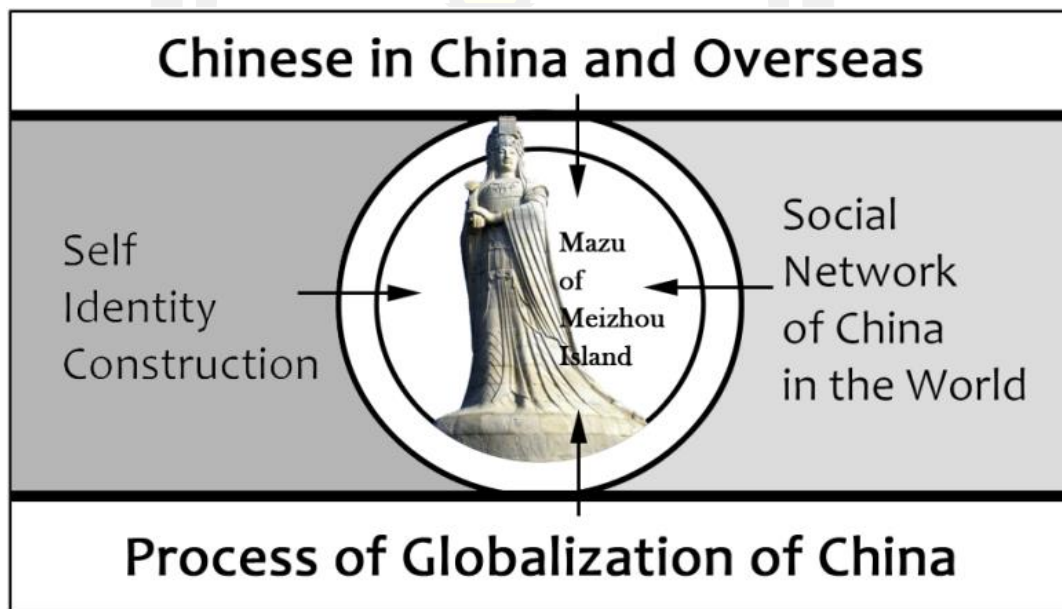 Chinese in China and Overseas
Self
Identity
Construction
Mazu
of
Meizhou
Island
Social
Network
of China
in the World
Process of Globalization of China